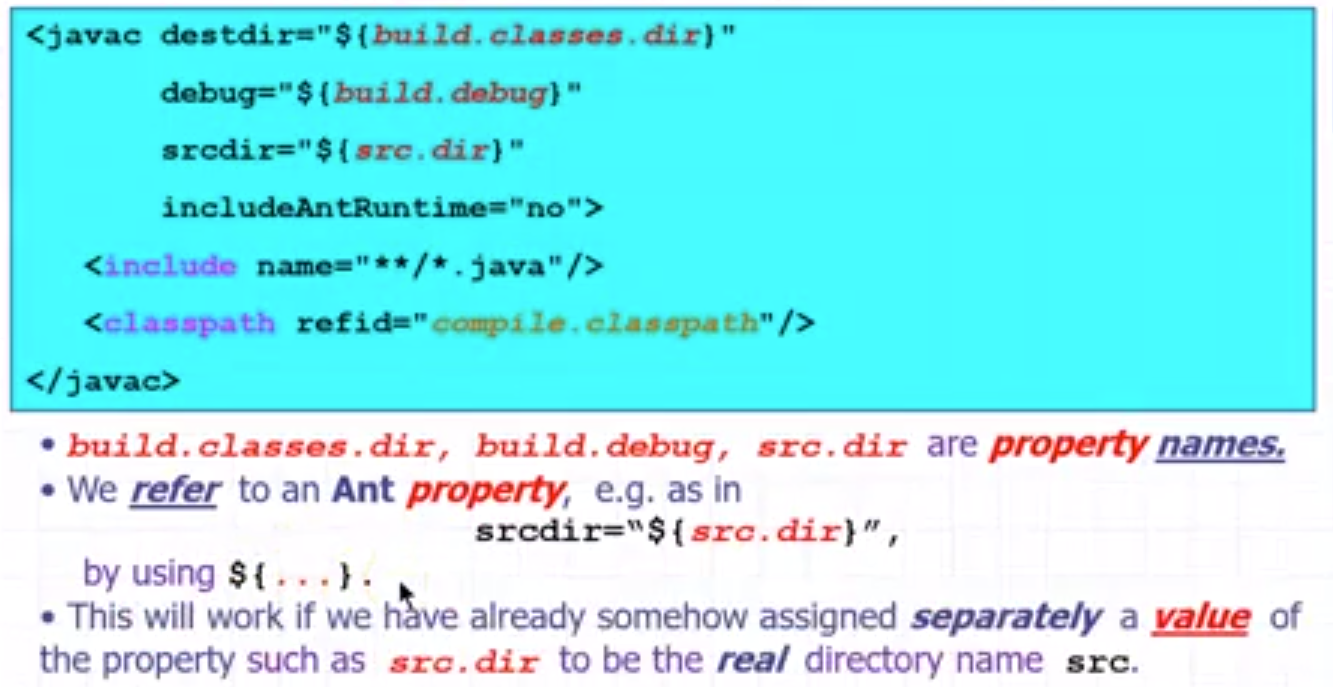 <javac destdir="${build.classes.dir}"
debug="${build.debug}"
srcdir="${src.dir}"
includeAntRuntime="no">
<include name="**/*.java"/>
<classpath refid="compile.classpath"/>
</javac>
• build.classes.dir, build.debug, src.dir are property names.
• We refer to an Ant property, e.g. as in
srcdir=“${src.dir}”,
by using ${...}.
• This will work if we have already somehow assigned separately a value of
the property such as src.dir to be the real directory name src.